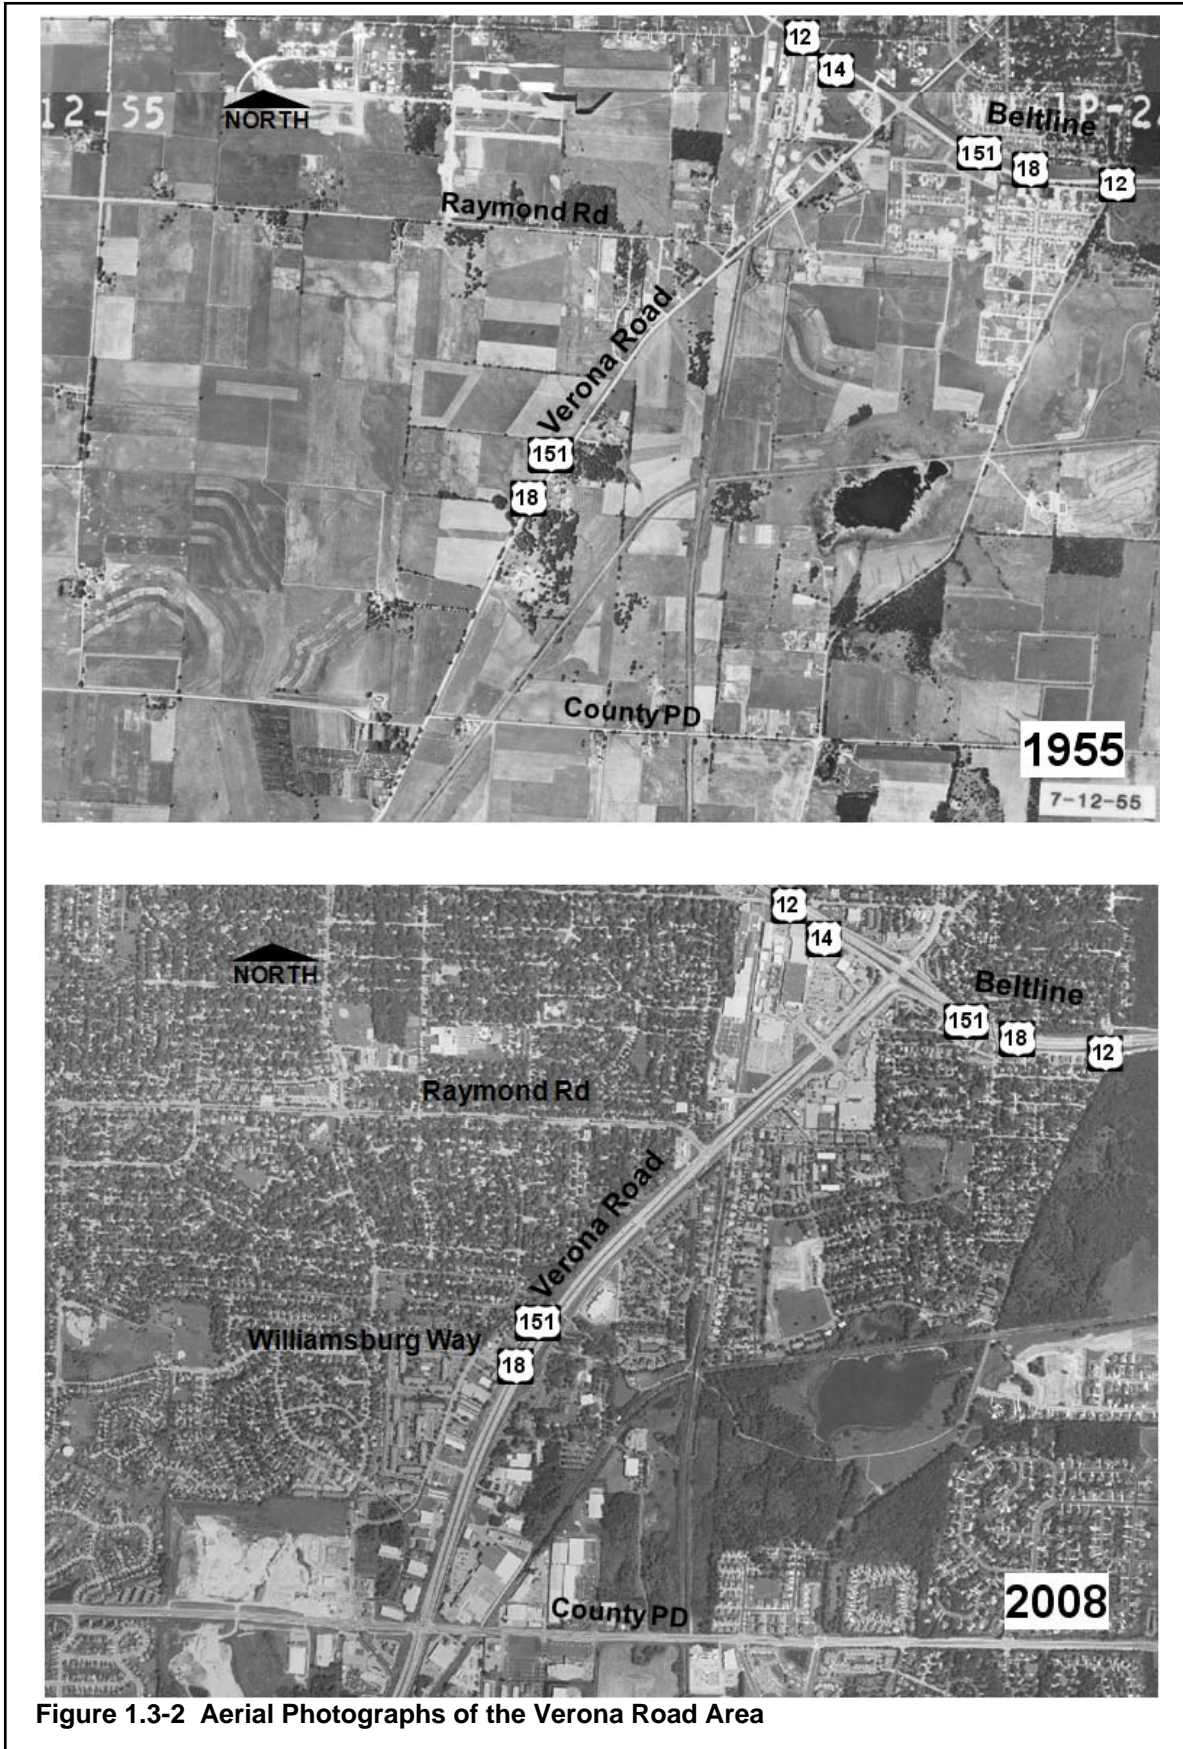 12
14
12-55
NORTH
Beltline
1P-2
151
18
12
Raymond Rd
Verona Road
151
18
County PD
1955
7-12-55
12
14
NORTH
Beltline
151
18
12
Raymond Rd
Verona Road
151
Williamsburg Way
18
County PD
2008
Figure 1.3-2 Aerial Photographs of the Verona Road Area